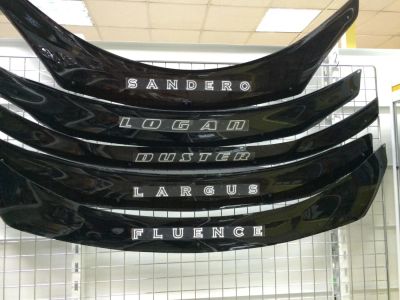 SANDERO
LOGAN
DUSTER
LARGUS
FLUENCE